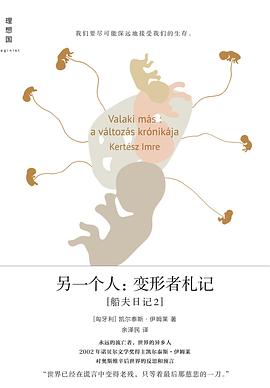 理想国
imaginist
我们要尽可能深远地接受我们的生存。
Valaki más:
a változás krónikája
Kertész Imre
另一个人：变形者札记
[船夫日记2]
[匈牙利] 凯尔泰斯·伊姆莱 著
余泽民 译
永远的流亡者，世界的异乡人
2002年诺贝尔文学奖得主凯尔泰斯·伊姆莱
对奥斯维辛后世界的反思和预言
“世界已经在谎言中变得老残，只等着最后那慈悲的一刀。”